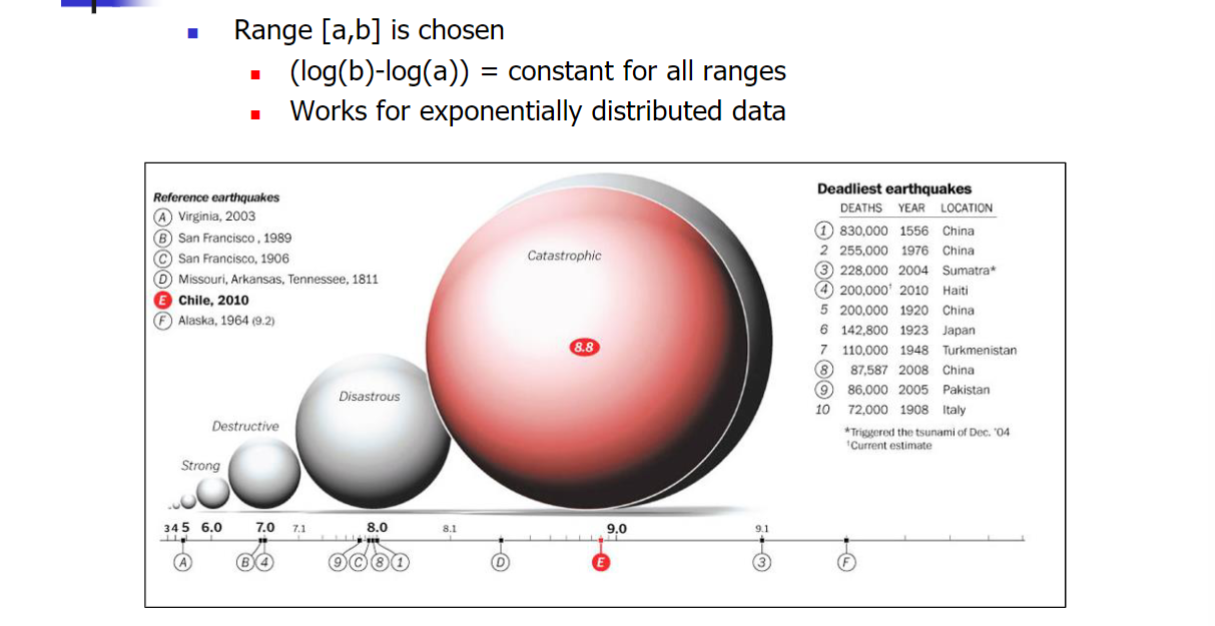 Range [a,b] is chosen
(log(b)-log(a)) = constant for all ranges
Works for exponentially distributed data
Reference earthquakes
A Virginia, 2003
B San Francisco , 1989
C San Francisco, 1906
D Missouri, Arkansas, Tennessee, 1811
E Chile, 2010
F Alaska, 1964 (9.2)
Deadliest earthquakes
DEATHS YEAR LOCATION
1 830,000 1556 China
2 255,000 1976 China
3 228,000 2004 Sumatra*
4 200,000† 2010 Haiti
5 200,000 1920 China
6 142,800 1923 Japan
7 110,000 1948 Turkmenistan
8 87,587 2008 China
9 86,000 2005 Pakistan
10 72,000 1908 Italy
*Triggered the tsunami of Dec. '04
†Current estimate
Catastrophic
8.8
Disastrous
Destructive
Strong
3 4 5 6.0 7.0 7.1 8.0 8.1 9.0 9.1
A B 4 9 C 8 1 D E 3 F